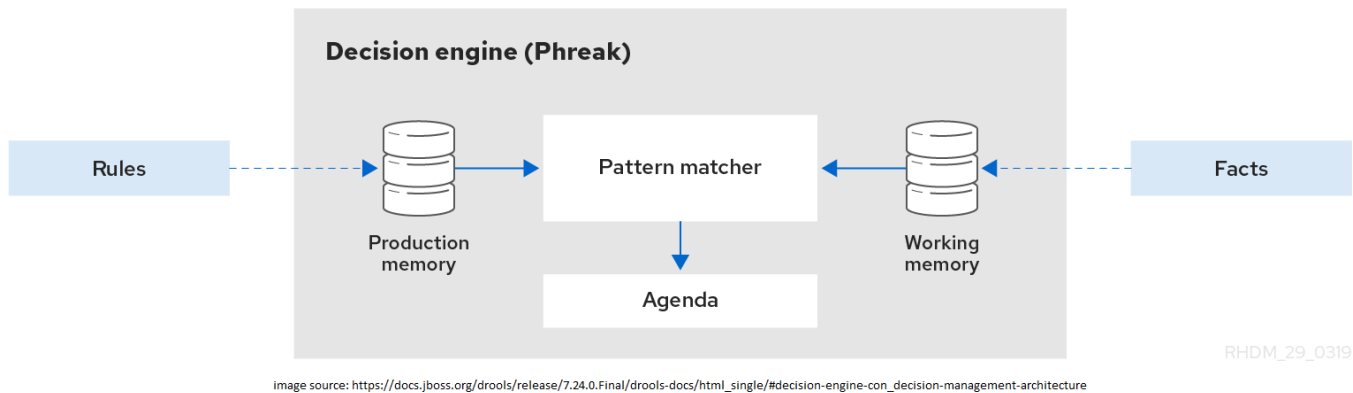 Decision engine (Phreak)
Rules
Pattern matcher
Facts
Production
memory
Working
memory
Agenda
RHDM_29_0319
image source: https://docs.jboss.org/drools/release/7.24.0.Final/drools-docs/html_single/#decision-engine-con_decision-management-architecture